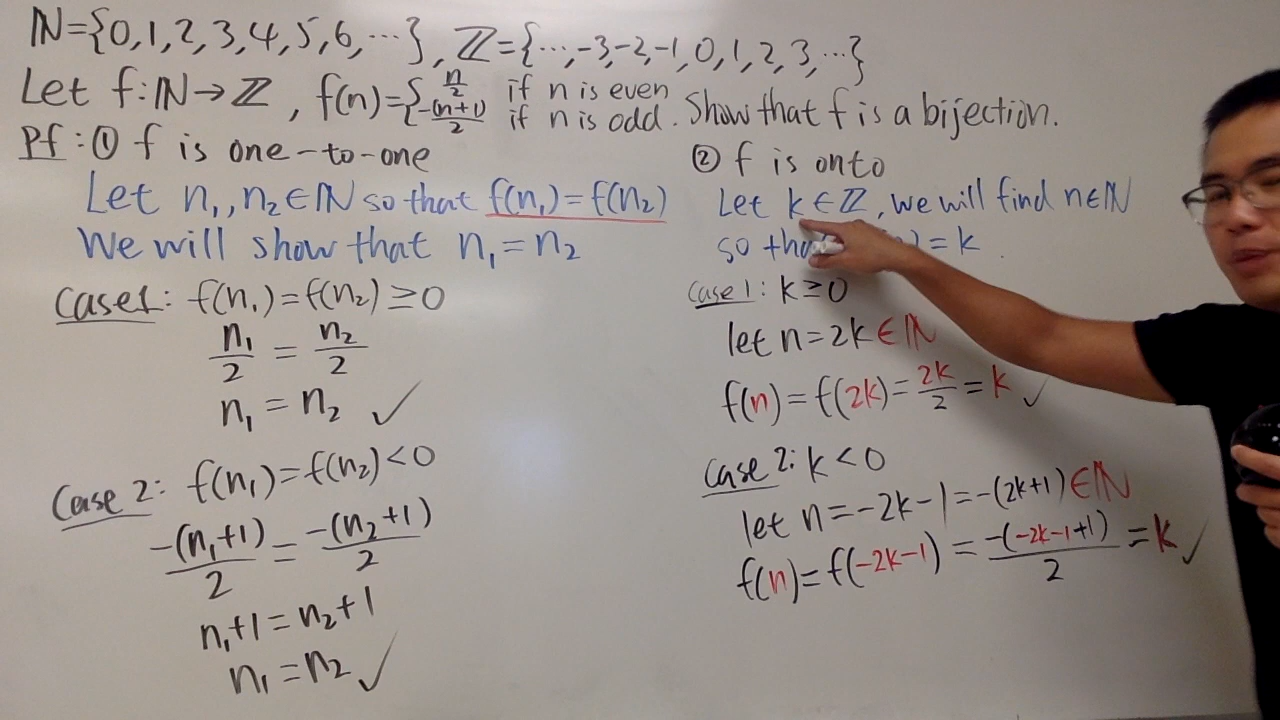 ℕ={0,1,2,3,4,5,6,⋯}, ℤ={⋯,-3,-2,-1,0,1,2,3,⋯}
Let f:ℕ→ℤ, f(n)={ n/2 if n is even
-(n+1)/2 if n is odd. Show that f is a bijection.
Pf: ① f is one-to-one
Let n₁, n₂∈ℕ so that f(n₁)=f(n₂)
We will show that n₁=n₂
Case 1: f(n₁)=f(n₂)≥0
n₁/2 = n₂/2
n₁ = n₂ ✓
Case 2: f(n₁)=f(n₂)<0
-(n₁+1)/2 = -(n₂+1)/2
n₁+1=n₂+1
n₁=n₂ ✓
② f is onto
Let k∈ℤ, we will find n∈ℕ
so =k.
Case 1: k≥0
let n=2k∈ℕ
f(n)=f(2k)=2k/2=k ✓
Case 2: k<0
let n=-2k-1=-(2k+1)∈ℕ
f(n)=f(-2k-1)=-(-2k-1+1)/2=k ✓